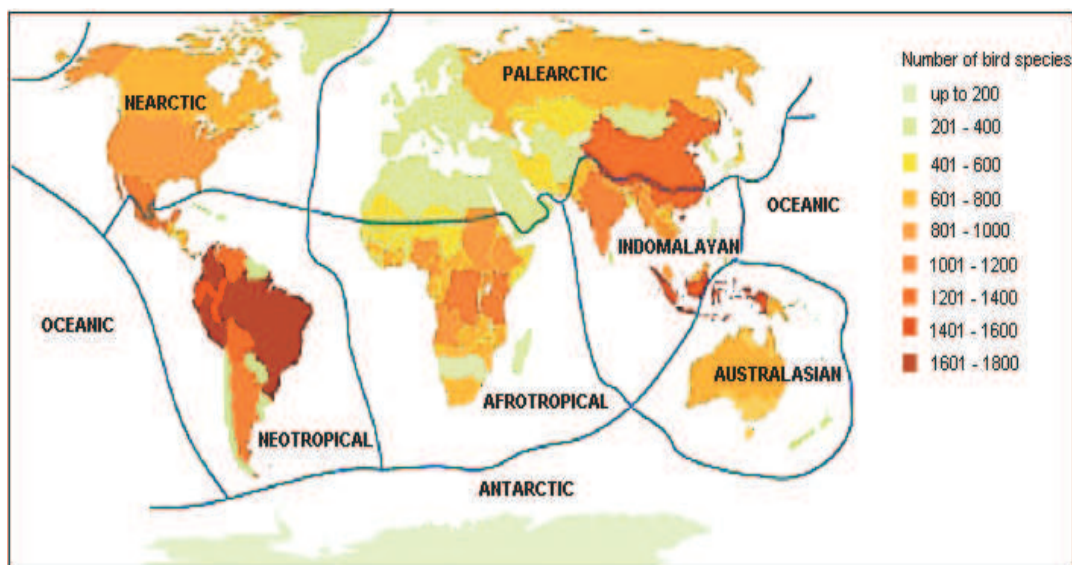 Number of bird species
up to 200
201 - 400
401 - 600
601 - 800
801 - 1000
1001 - 1200
1201 - 1400
1401 - 1600
1601 - 1800
PALEARCTIC
NEARCTIC
OCEANIC
INDOMALAYAN
OCEANIC
AUSTRALASIAN
AFROTROPICAL
NEOTROPICAL
ANTARCTIC